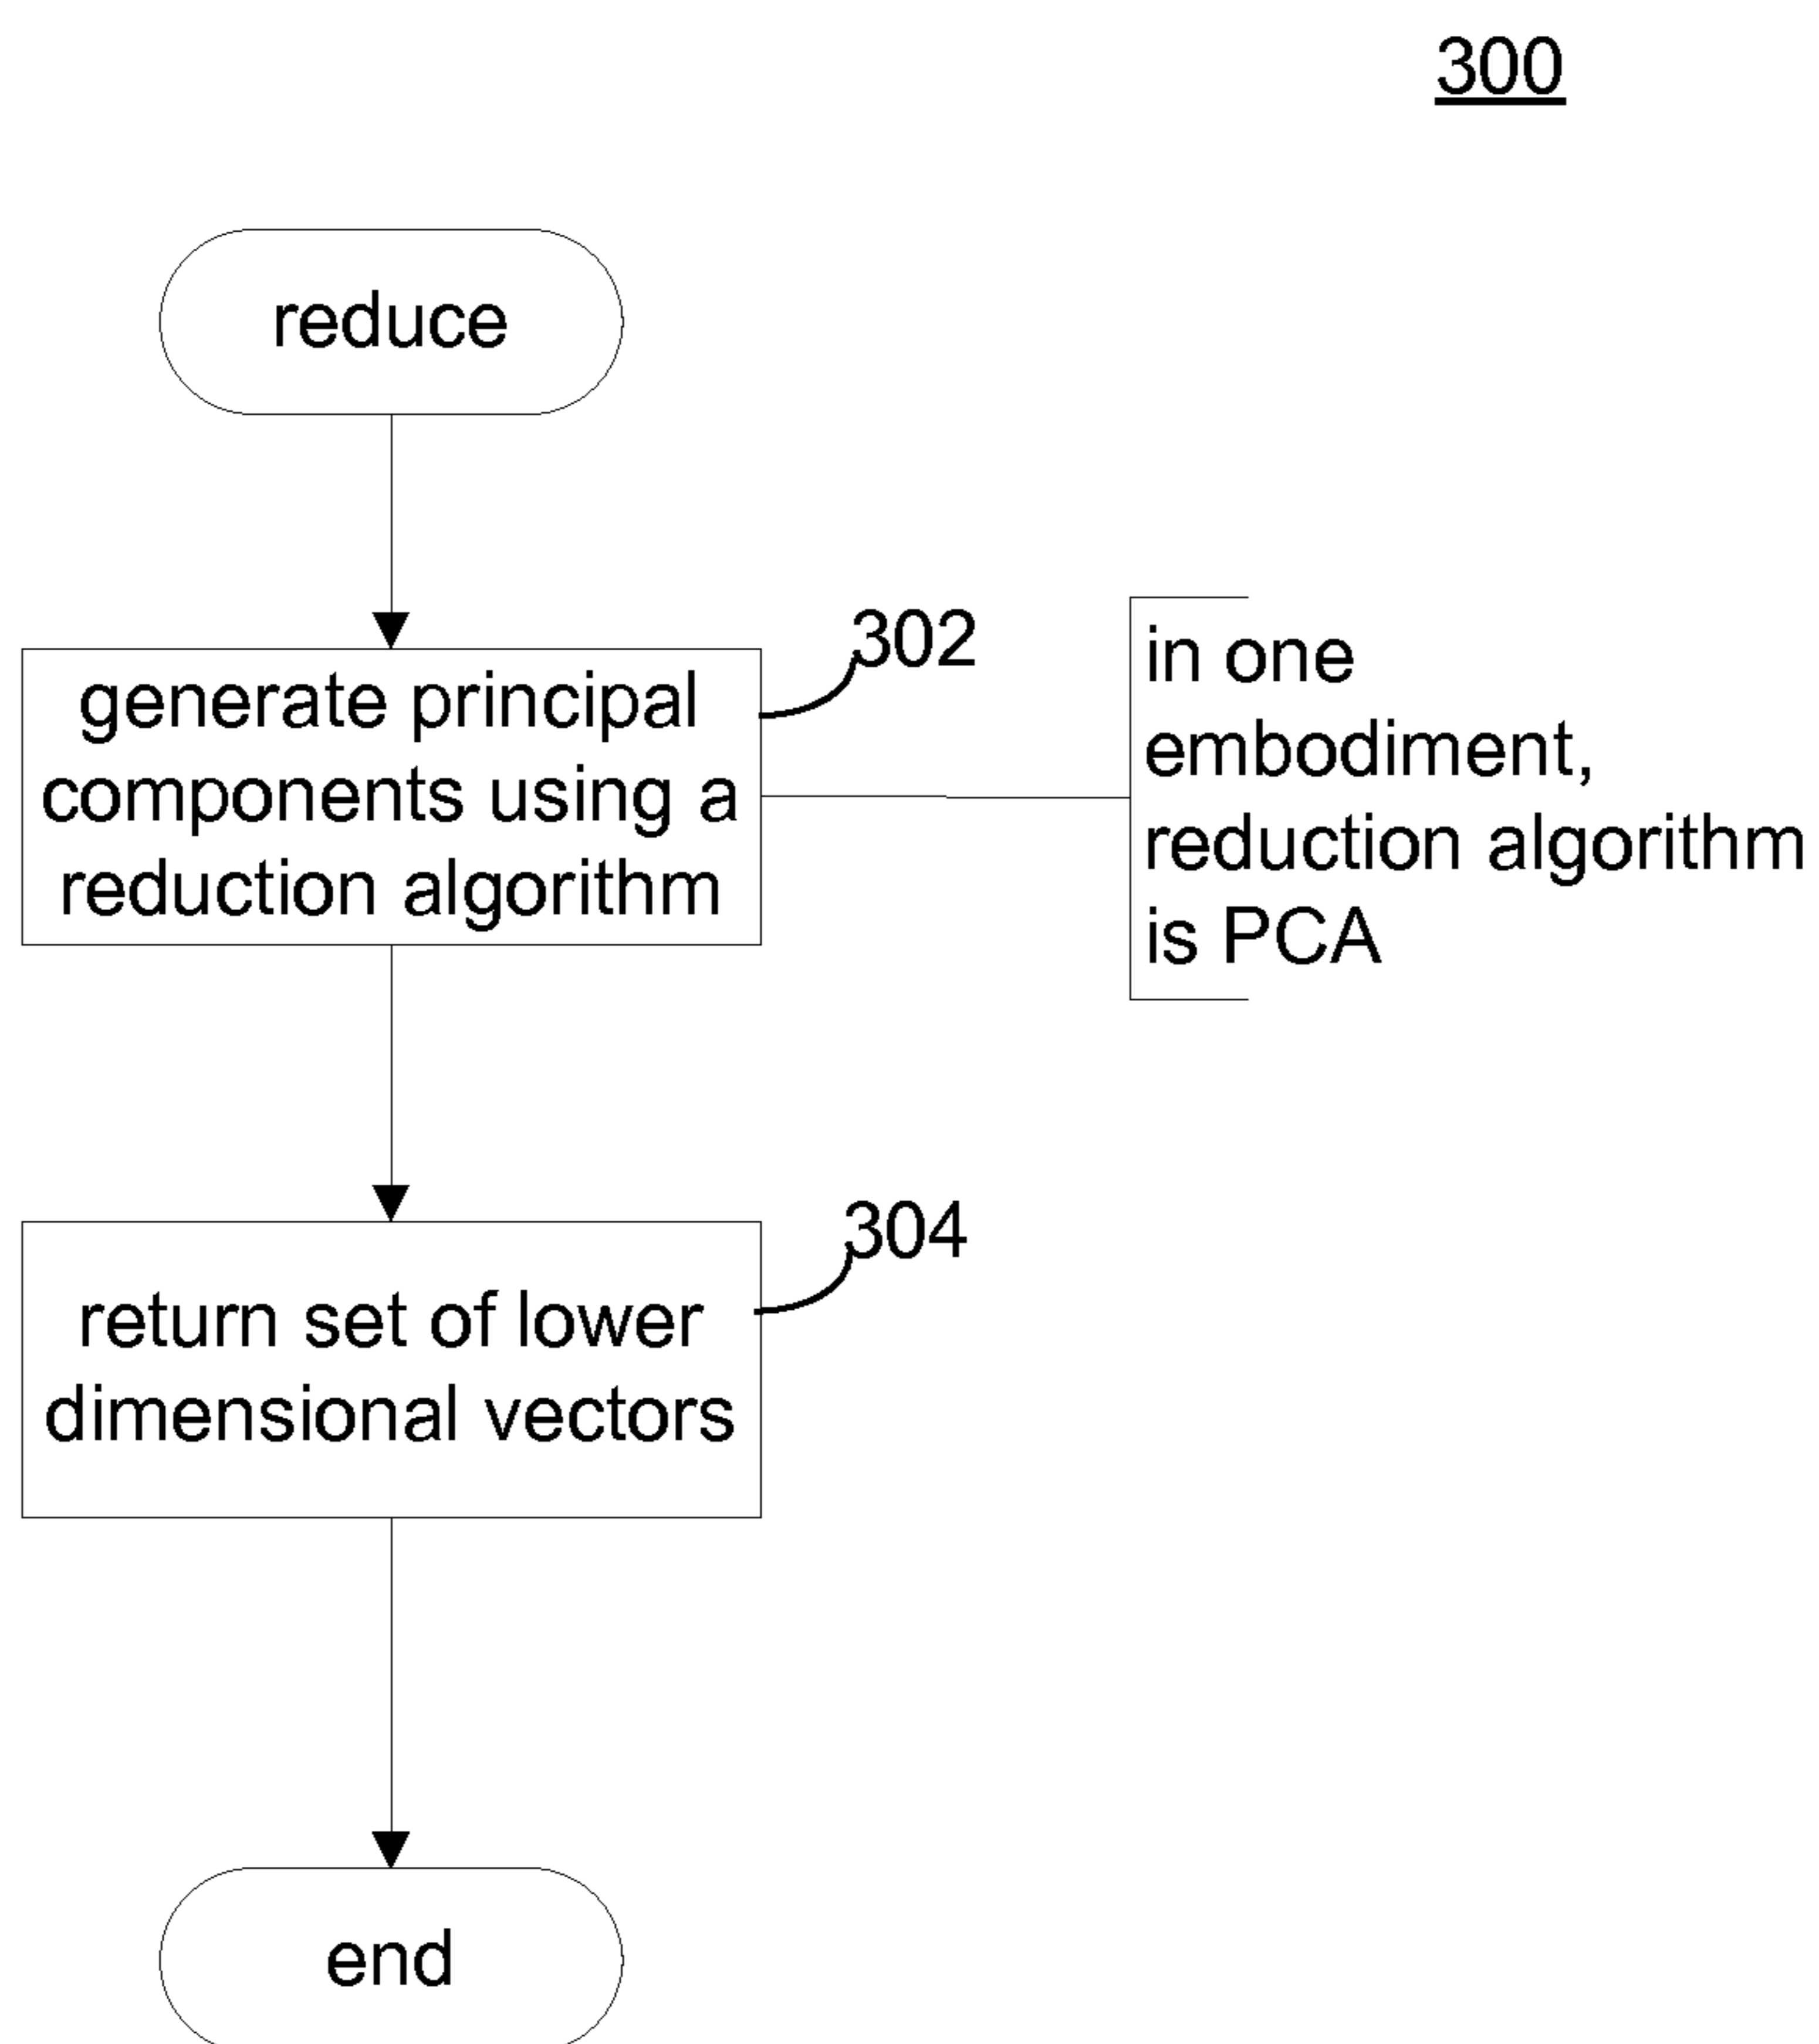 300
reduce
302
generate principal
components using a
reduction algorithm
in one
embodiment,
reduction algorithm
is PCA
304
return set of lower
dimensional vectors
end